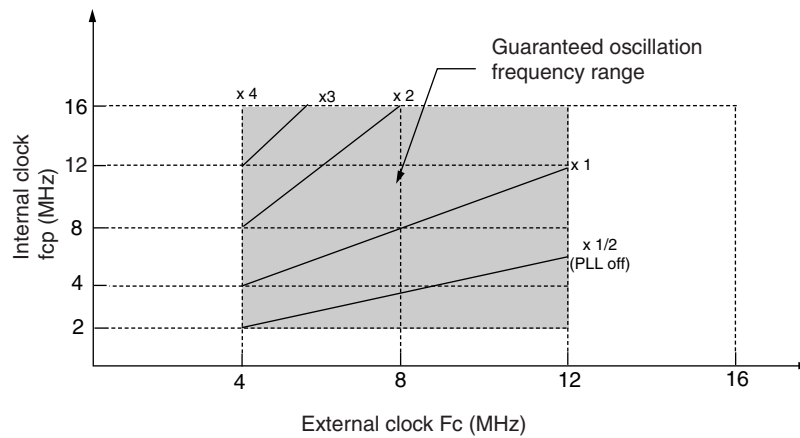 Guaranteed oscillation
frequency range
x 4
x3
x 2
16
12
x 1
Internal clock
fcp (MHz)
8
x 1/2
(PLL off)
4
2
4
8
12
16
External clock Fc (MHz)